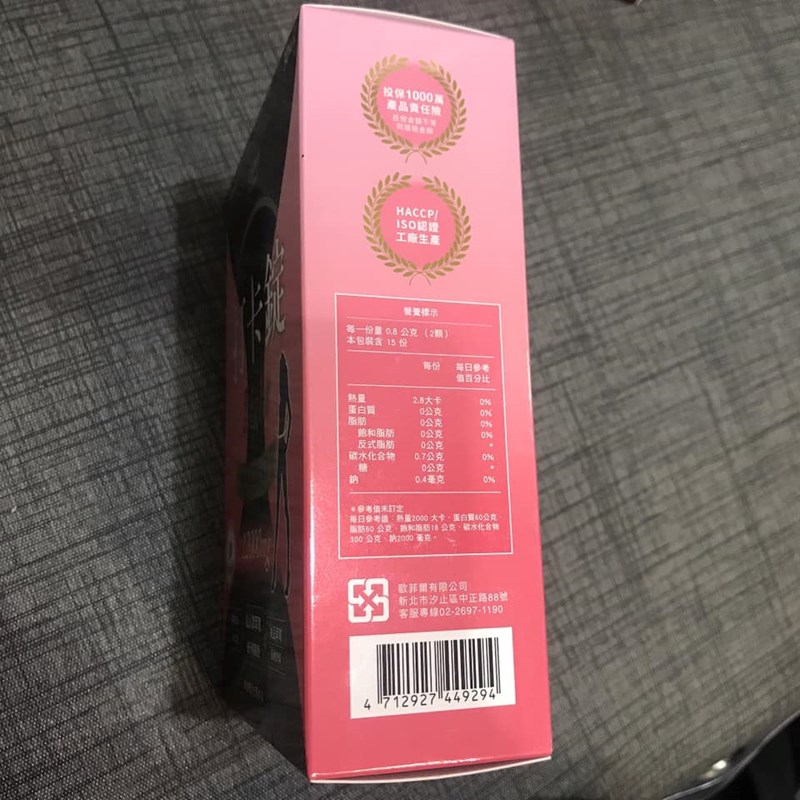 投保1000萬
產品責任險
HACCP/
ISO認證
工廠生產
卡錠
營養標示
每一份量 0.8 公克 (2顆)
本包裝含 15 份
每份 每日參考
值百分比
熱量 2.8大卡 0%
蛋白質 0公克 0%
脂肪 0公克 0%
飽和脂肪 0公克 0%
反式脂肪 0公克 *
碳水化合物 0.7公克 0%
糖 0公克 *
鈉 0.4毫克 0%
*參考值未訂定
每日參考值：熱量2000 大卡、蛋白質60公克、
脂肪60 公克、飽和脂肪18 公克、碳水化合物
300 公克、鈉2000 毫克。
歐菲爾有限公司
新北市汐止區中正路88號
客服專線02-2697-1190
4 712927 449294